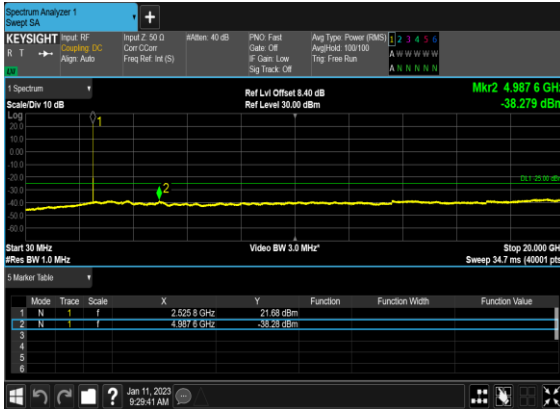 Spectrum Analyzer 1
Swept SA
+
KEYSIGHT
R T
LV
Input: RF
Coupling: DC
Align: Auto
Input Z: 50 Ω
Corr CCorr
Freq Ref: Int (S)
#Atten: 40 dB
PNO: Fast
Gate: Off
IF Gain: Low
Sig Track: Off
Avg Type: Power (RMS)
Avg|Hold: 100/100
Trig: Free Run
1 2 3 4 5 6
A W W W W W
A N N N N N
1 Spectrum
Scale/Div 10 dB
Ref Lvl Offset 8.40 dB
Ref Level 30.00 dBm
Mkr2 4.987 6 GHz
-38.279 dBm
Log
20.0
10.0
0.00
-10.0
-20.0
-30.0
-40.0
-50.0
-60.0
1
2
DL1 -25.00 dBm
Start 30 MHz
#Res BW 1.0 MHz
Video BW 3.0 MHz*
Stop 20.000 GHz
Sweep 34.7 ms (40001 pts)
5 Marker Table
Mode Trace Scale X Y Function Function Width Function Value
1 N 1 f 2.525 8 GHz 21.68 dBm
2 N 1 f 4.987 6 GHz -38.28 dBm
3
4
5
6
?
Jan 11, 2023
9:29:41 AM